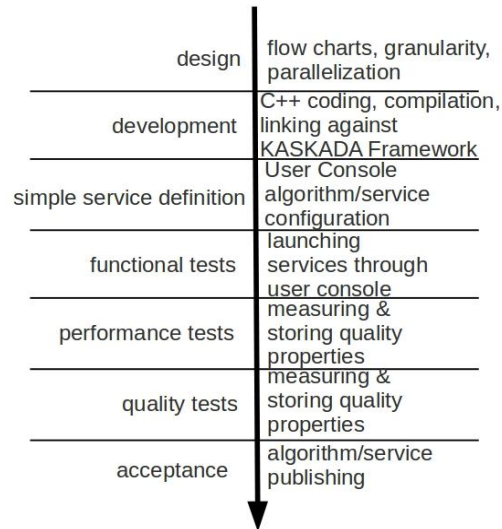 design
flow charts, granularity,
parallelization
development
C++ coding, compilation,
linking against
KASKADA Framework
simple service definition
User Console
algorithm/service
configuration
functional tests
launching
services through
user console
performance tests
measuring &
storing quality
properties
quality tests
measuring &
storing quality
properties
acceptance
algorithm/service
publishing